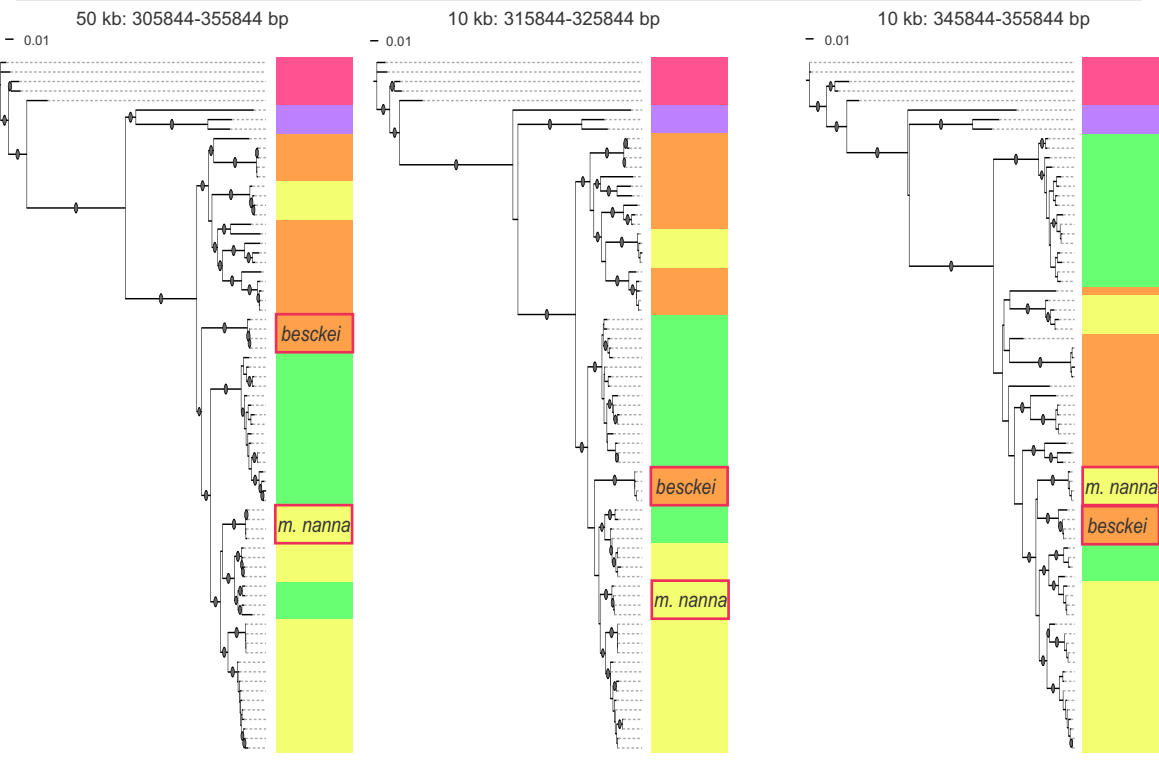 50 kb: 305844-355844 bp
10 kb: 315844-325844 bp
10 kb: 345844-355844 bp
0.01
0.01
0.01
besckei
m. nanna
besckei
m. nanna
m. nanna
besckei